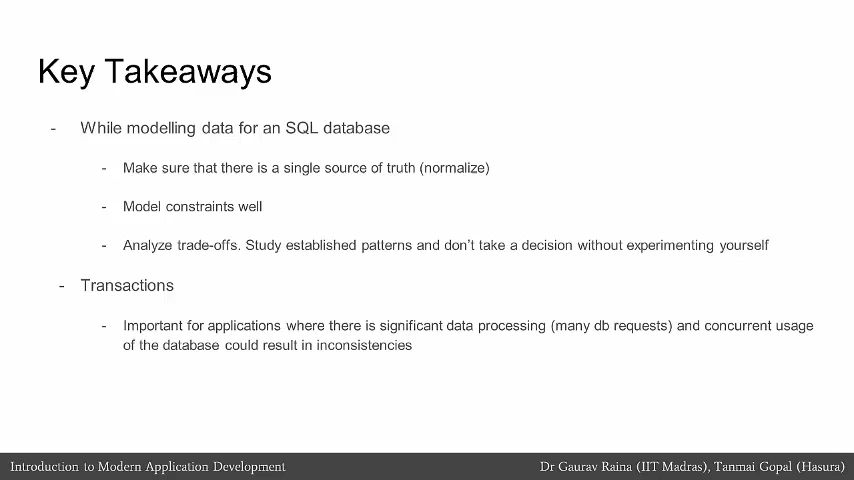 Key Takeaways
- While modelling data for an SQL database
- Make sure that there is a single source of truth (normalize)
- Model constraints well
- Analyze trade-offs. Study established patterns and don’t take a decision without experimenting yourself
- Transactions
- Important for applications where there is significant data processing (many db requests) and concurrent usage
of the database could result in inconsistencies
Introduction to Modern Application Development
Dr Gaurav Raina (IIT Madras), Tanmai Gopal (Hasura)